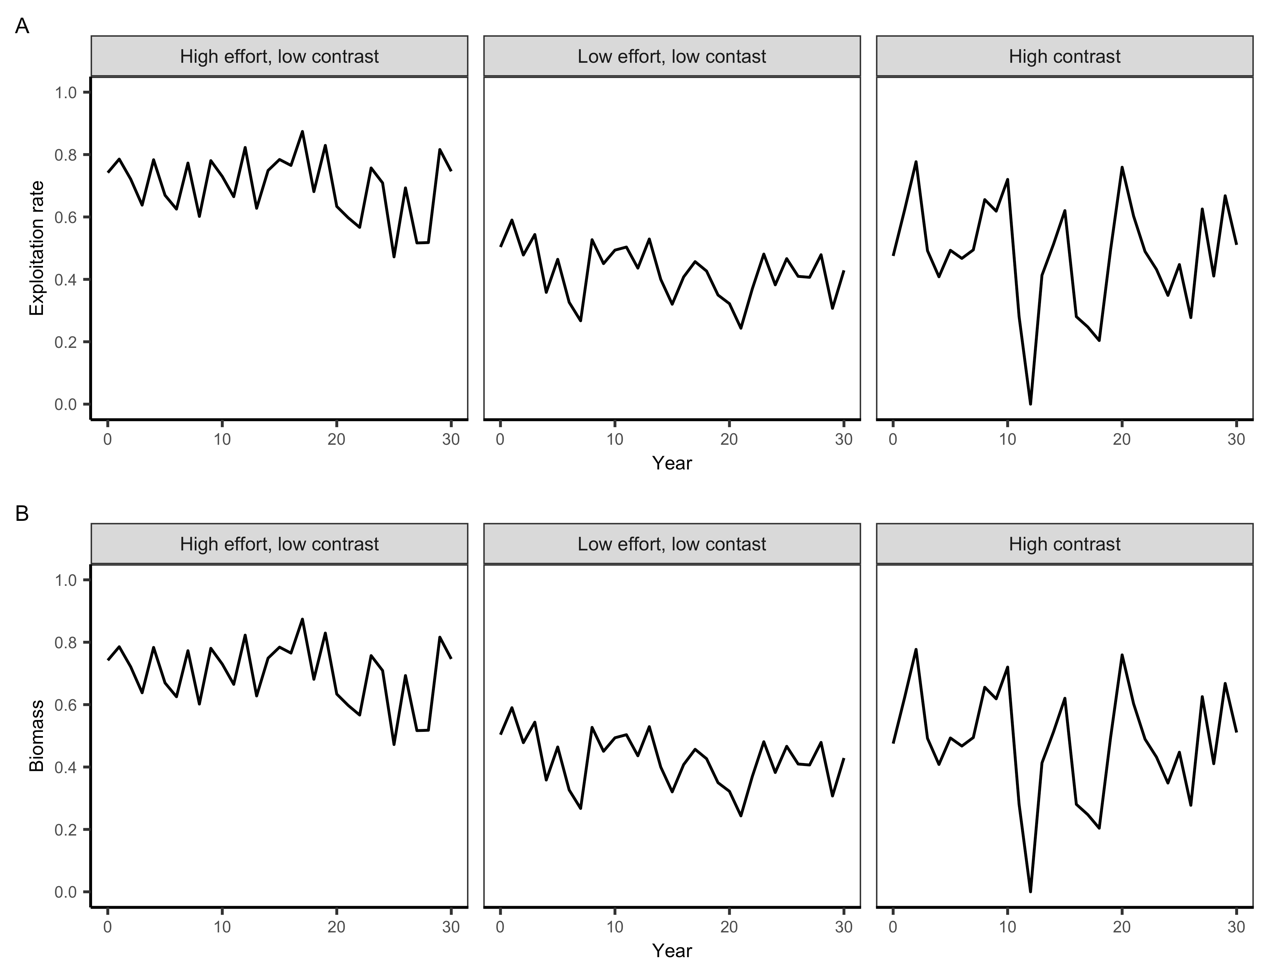 A
High effort, low contrast
Low effort, low contast
High contrast
Exploitation rate
1.0
0.8
0.6
0.4
0.2
0.0
0 10 20 30
0 10 20 30
0 10 20 30
Year
B
High effort, low contrast
Low effort, low contast
High contrast
Biomass
1.0
0.8
0.6
0.4
0.2
0.0
0 10 20 30
0 10 20 30
0 10 20 30
Year